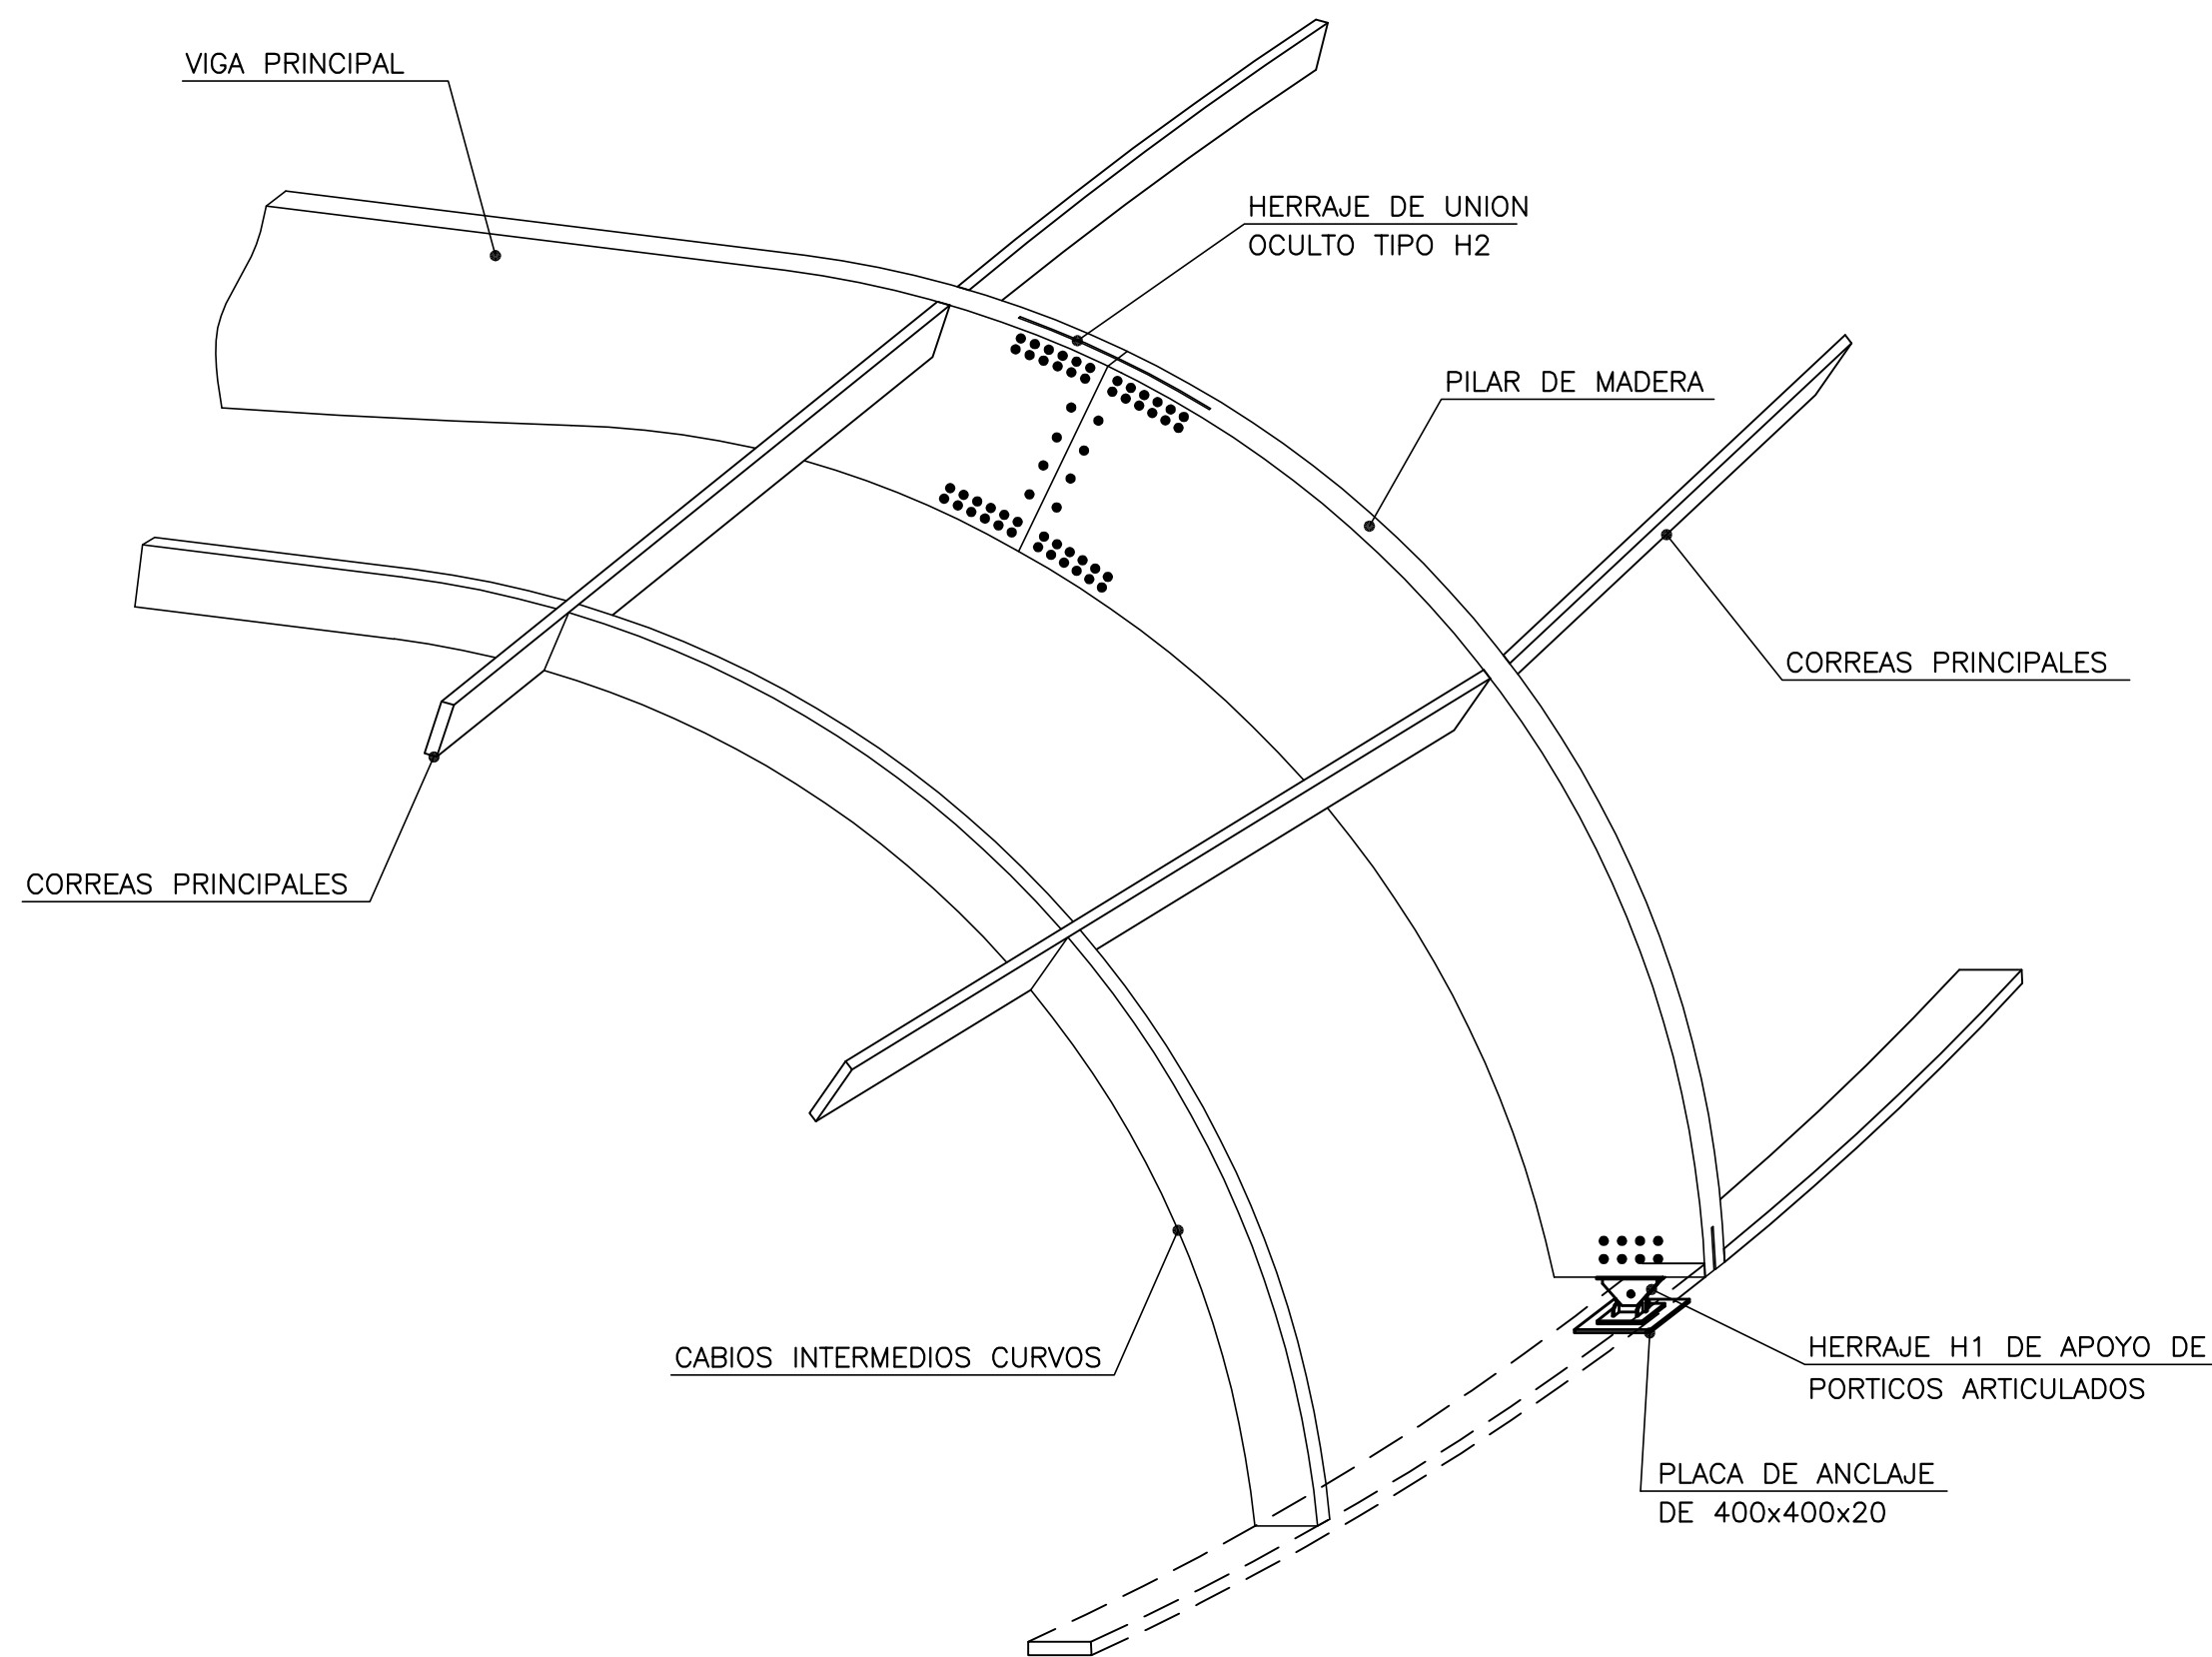 VIGA PRINCIPAL
HERRAJE DE UNION
OCULTO TIPO H2
PILAR DE MADERA
CORREAS PRINCIPALES
CORREAS PRINCIPALES
CABIOS INTERMEDIOS CURVOS
HERRAJE H1 DE APOYO DE
PORTICOS ARTICULADOS
PLACA DE ANCLAJE
DE 400x400x20